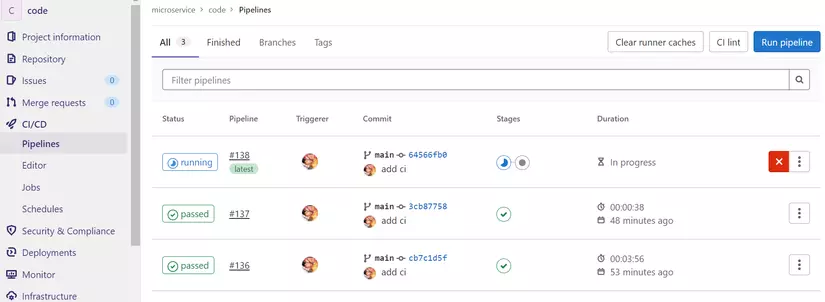 C code
Project information
Repository
Issues 0
Merge requests 0
CI/CD
Pipelines
Editor
Jobs
Schedules
Security & Compliance
Deployments
Monitor
Infrastructure
microservice > code > Pipelines
All 3 Finished Branches Tags
Clear runner caches CI lint Run pipeline
Filter pipelines
Status Pipeline Triggerer Commit Stages Duration
running #138 main 64566fb0 In progress
latest add ci
passed #137 main 3cb87758 00:00:38
add ci 48 minutes ago
passed #136 main cb7c1d5f 00:03:56
add ci 53 minutes ago